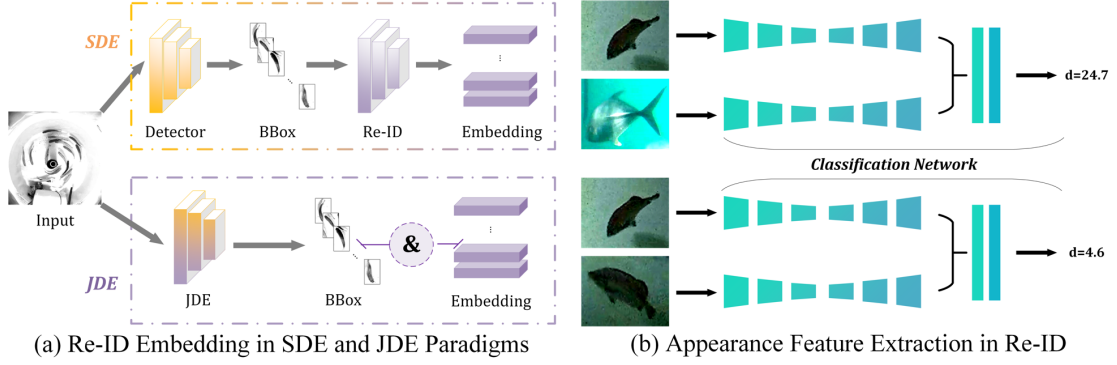 SDE
Detector
BBox
Re-ID
Embedding
Input
JDE
JDE
BBox
&
Embedding
(a) Re-ID Embedding in SDE and JDE Paradigms
d=24.7
Classification Network
d=4.6
(b) Appearance Feature Extraction in Re-ID